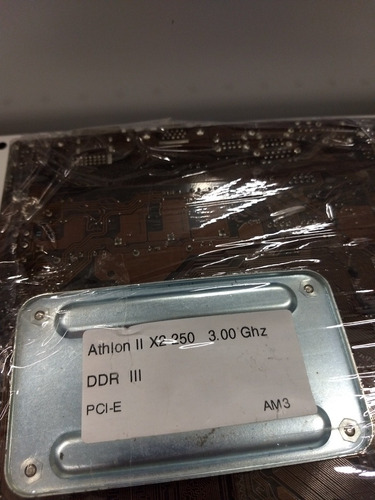 Athlon II X2 250 3.00 Ghz
DDR III
PCI-E AM3